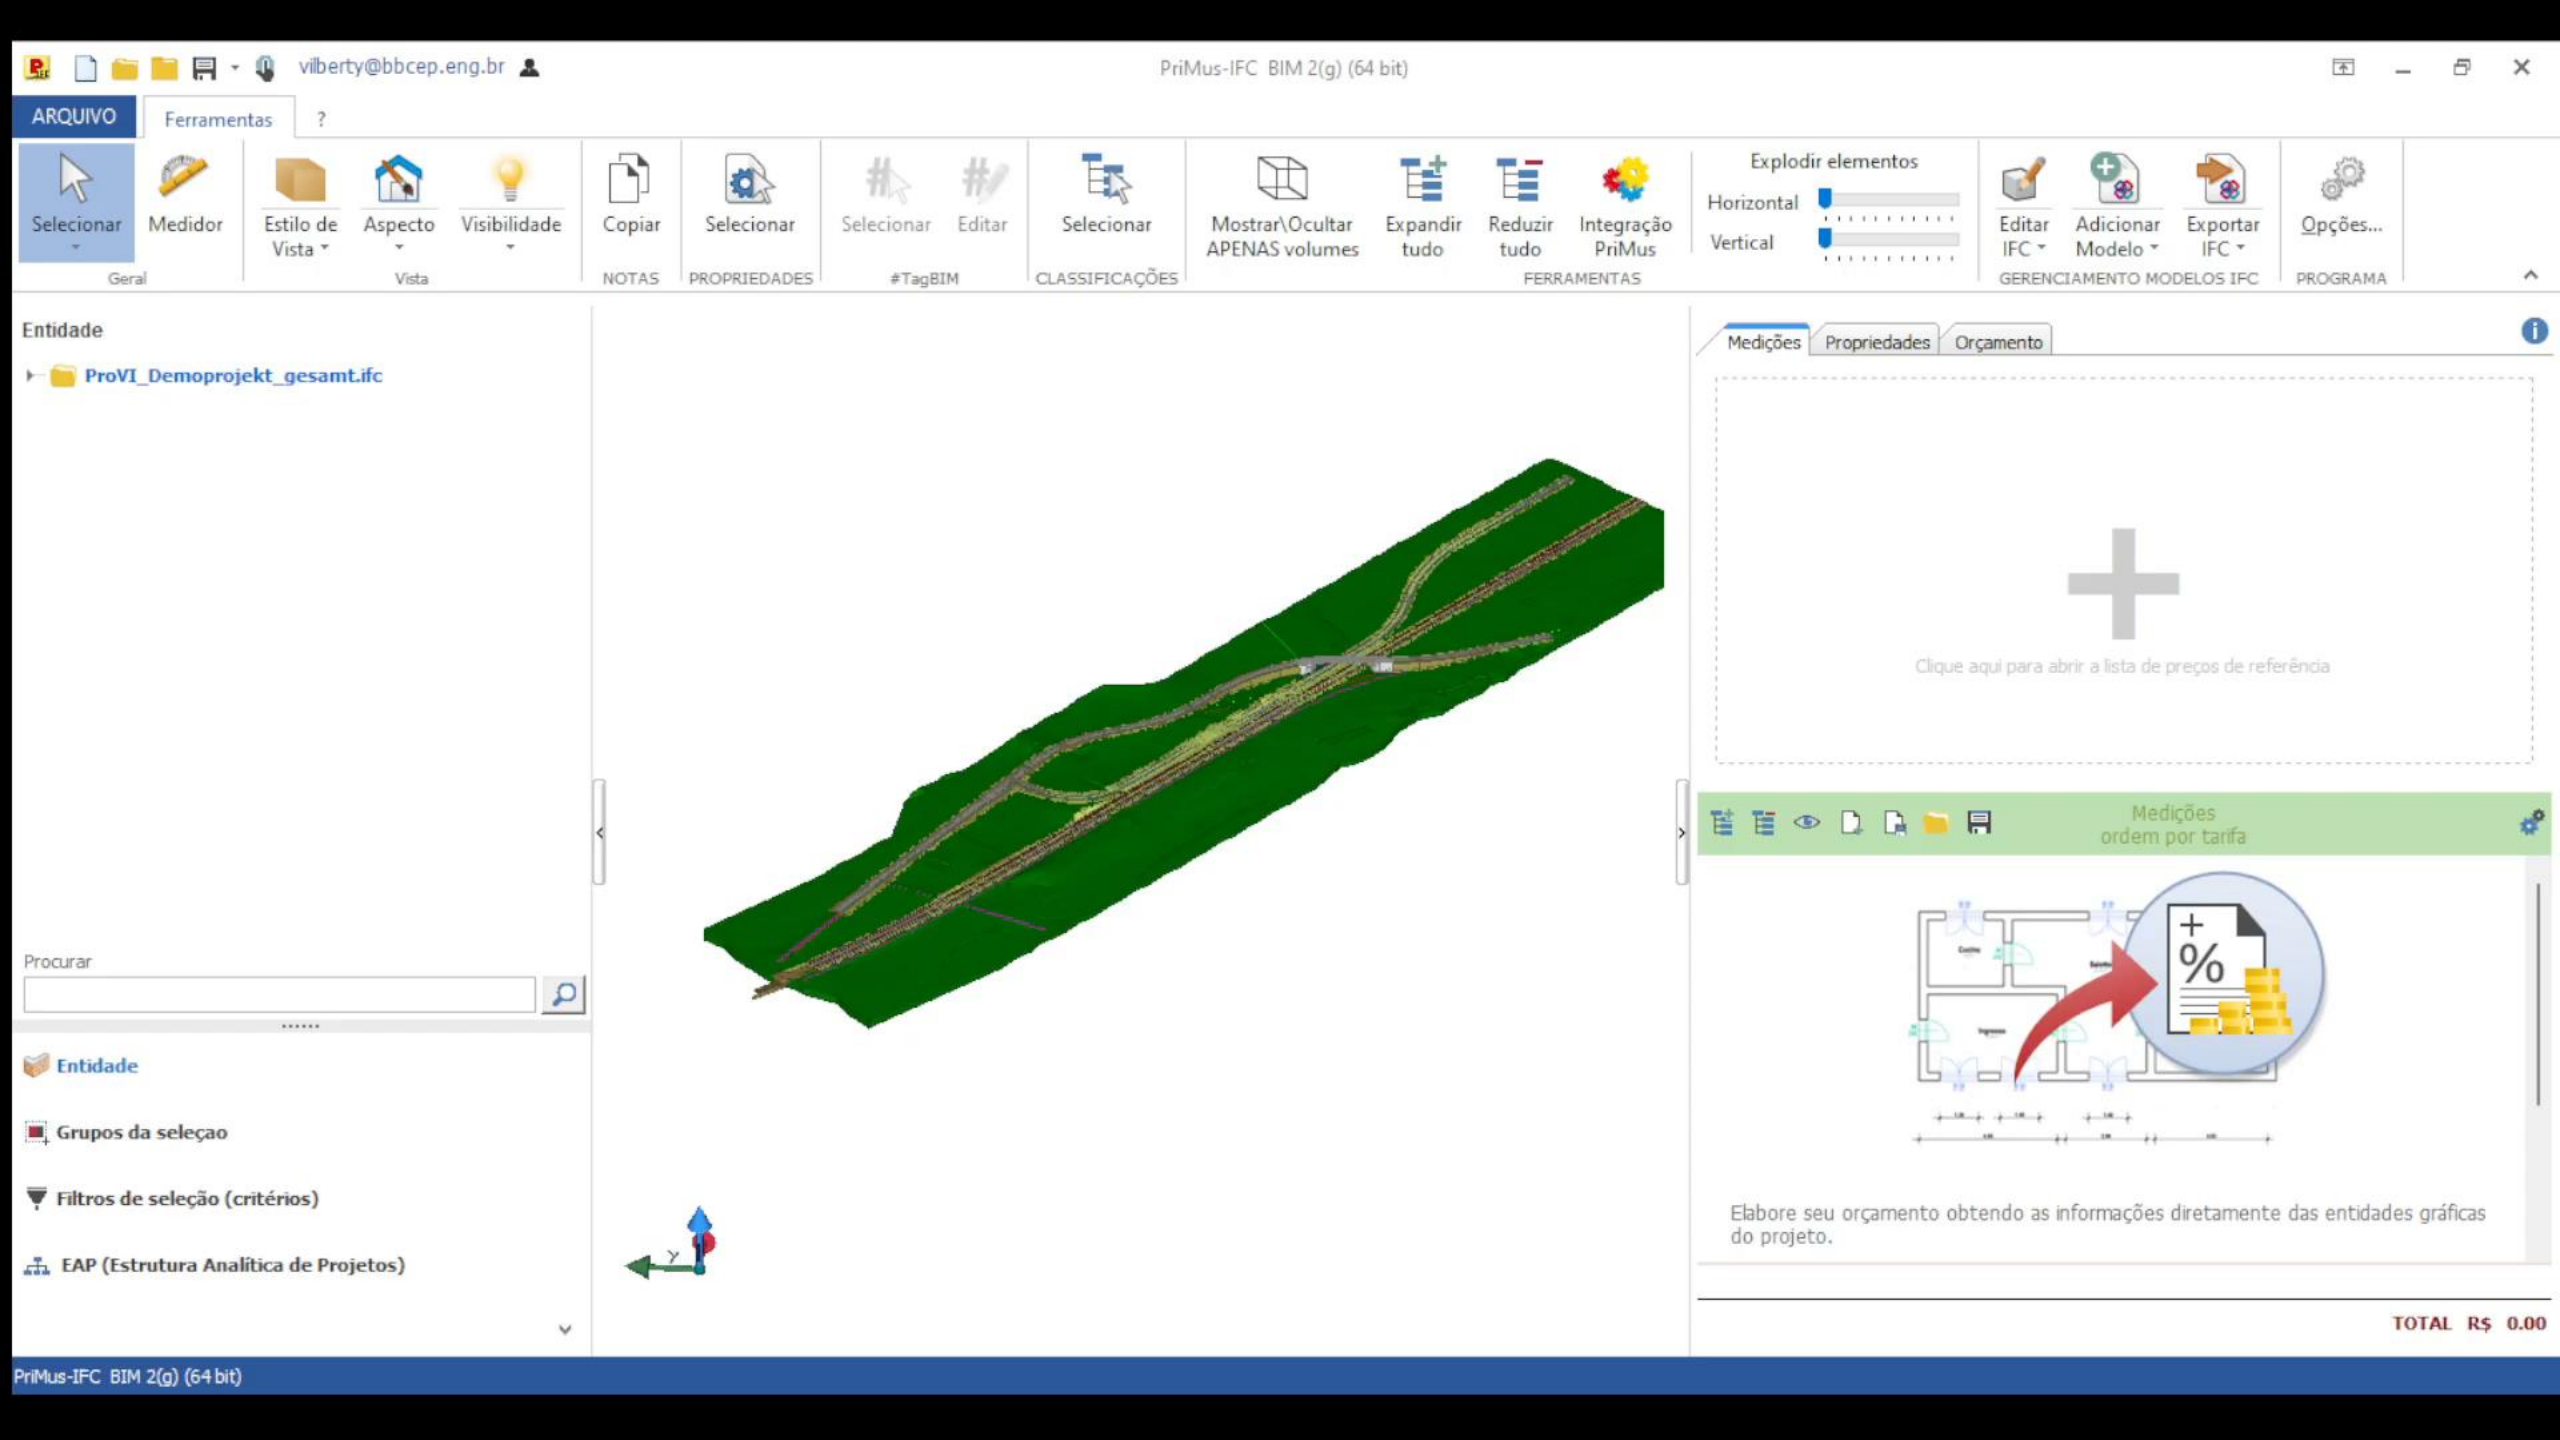 vilberty@bbcep.eng.br
PriMus-IFC BIM 2(g) (64 bit)
ARQUIVO
Ferramentas
?
Selecionar
Medidor
Estilo de
Vista
Aspecto
Visibilidade
Copiar
Selecionar
Selecionar
Editar
Selecionar
Mostrar\Ocultar
APENAS volumes
Expandir
tudo
Reduzir
tudo
Integração
PriMus
Explodir elementos
Horizontal
Vertical
Editar
IFC
Adicionar
Modelo
Exportar
IFC
Opções...
Geral
Vista
NOTAS
PROPRIEDADES
#TagBIM
CLASSIFICAÇÕES
FERRAMENTAS
GERENCIAMENTO MODELOS IFC
PROGRAMA
Entidade
ProVI_Demoprojekt_gesamt.ifc
Medições
Propriedades
Orçamento
Clique aqui para abrir a lista de preços de referência
Medições
ordem por tarifa
+
%
Procurar
Entidade
Grupos da seleçao
Filtros de seleção (critérios)
EAP (Estrutura Analítica de Projetos)
Y
Elabore seu orçamento obtendo as informações diretamente das entidades gráficas
do projeto.
TOTAL R$ 0.00
PriMus-IFC BIM 2(g) (64 bit)